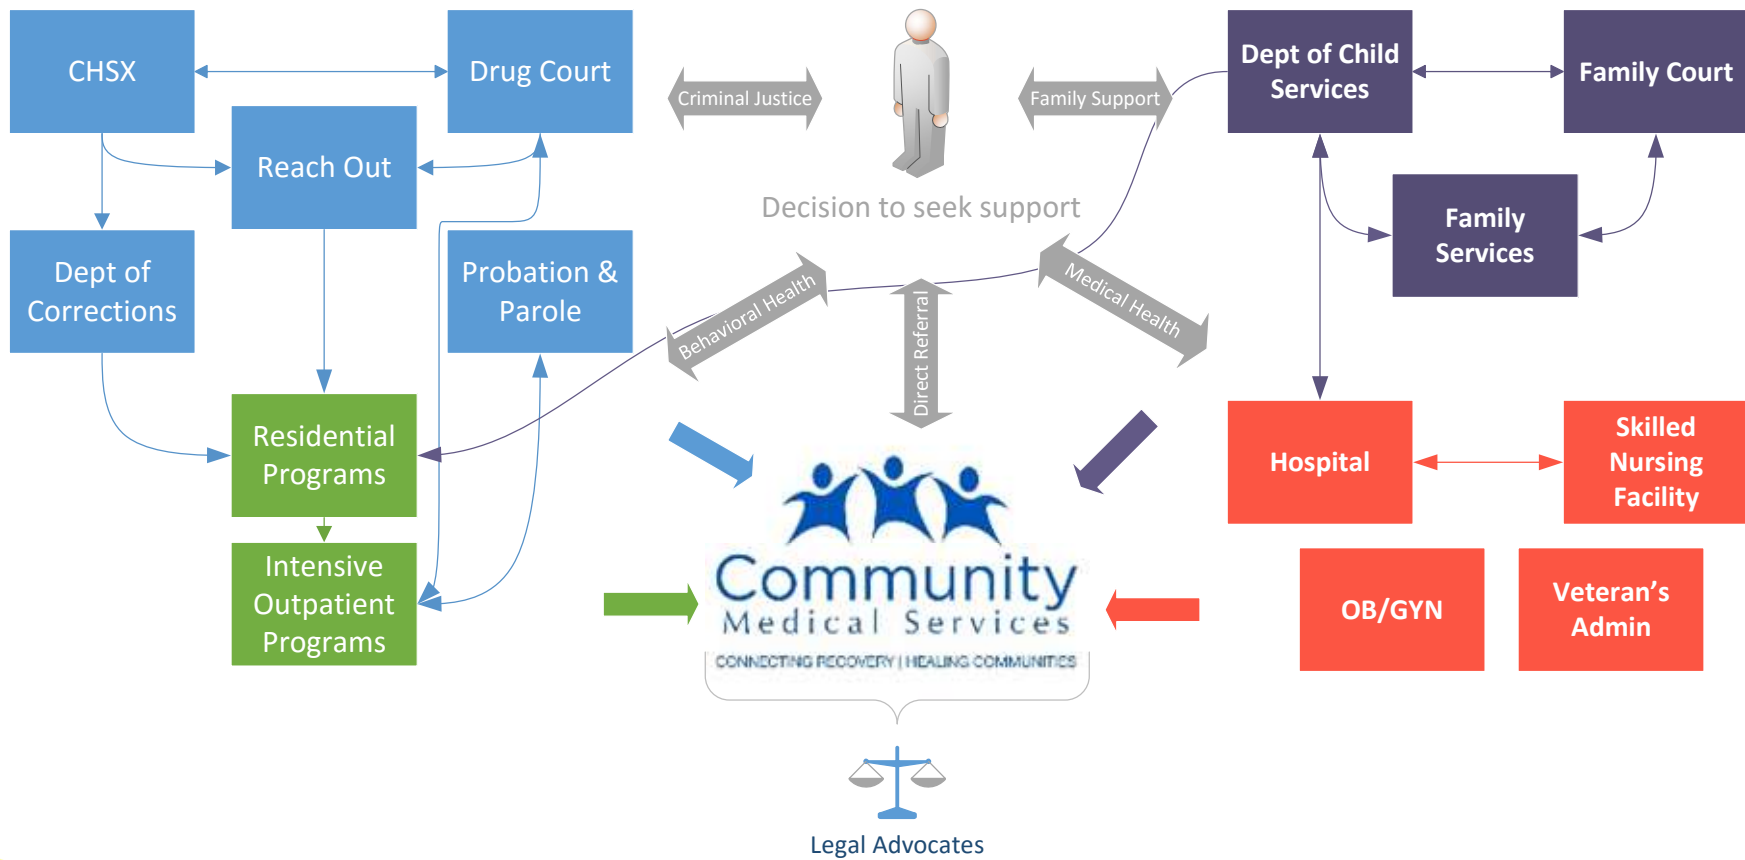 CHSX
Drug Court
Reach Out
Dept of
Corrections
Probation &
Parole
Residential
Programs
Intensive
Outpatient
Programs
Criminal Justice
Family Support
Decision to seek support
Behavioral Health
Direct Referral
Medical Health
Dept of Child
Services
Family Court
Family
Services
Hospital
Skilled
Nursing
Facility
OB/GYN
Veteran's
Admin
Community
Medical Services
CONNECTING RECOVERY | HEALING COMMUNITIES
Legal Advocates